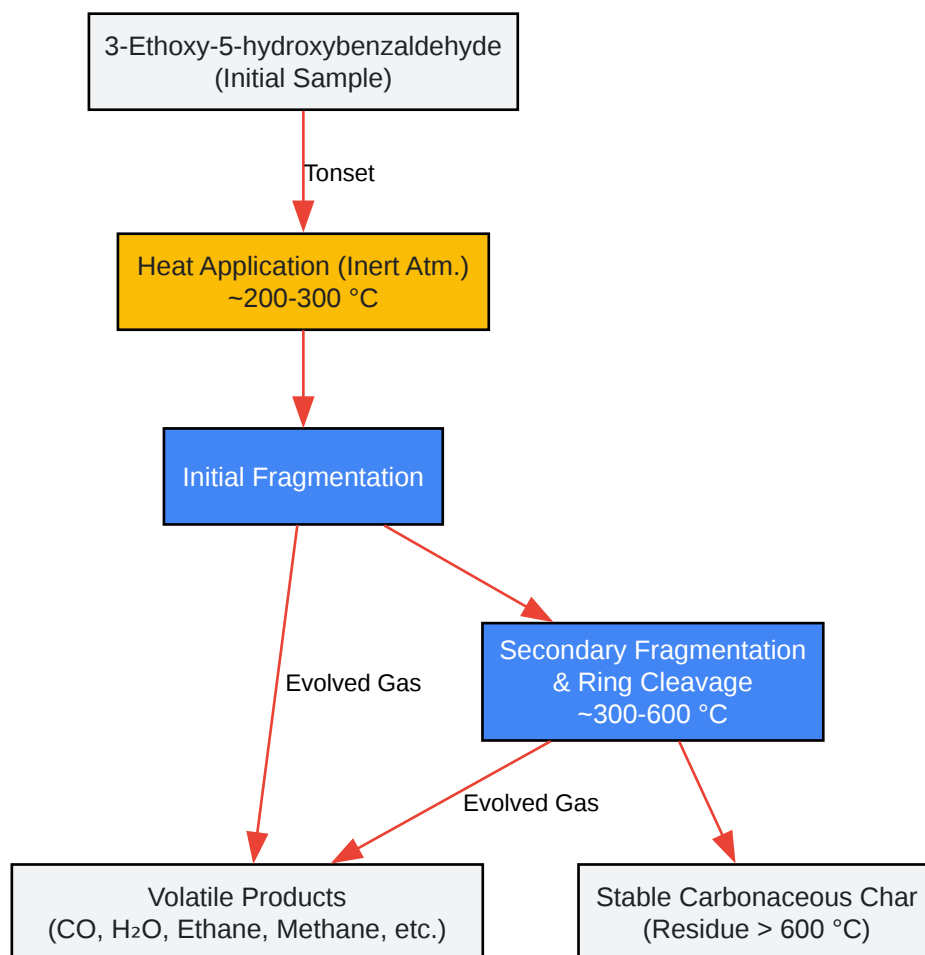 3-Ethoxy-5-hydroxybenzaldehyde
(Initial Sample)
Tonset
Heat Application (Inert Atm.)
~200-300 °C
Initial Fragmentation
Secondary Fragmentation
& Ring Cleavage
~300-600 °C
Evolved Gas
Evolved Gas
Volatile Products
(CO, H₂O, Ethane, Methane, etc.)
Stable Carbonaceous Char
(Residue > 600 °C)